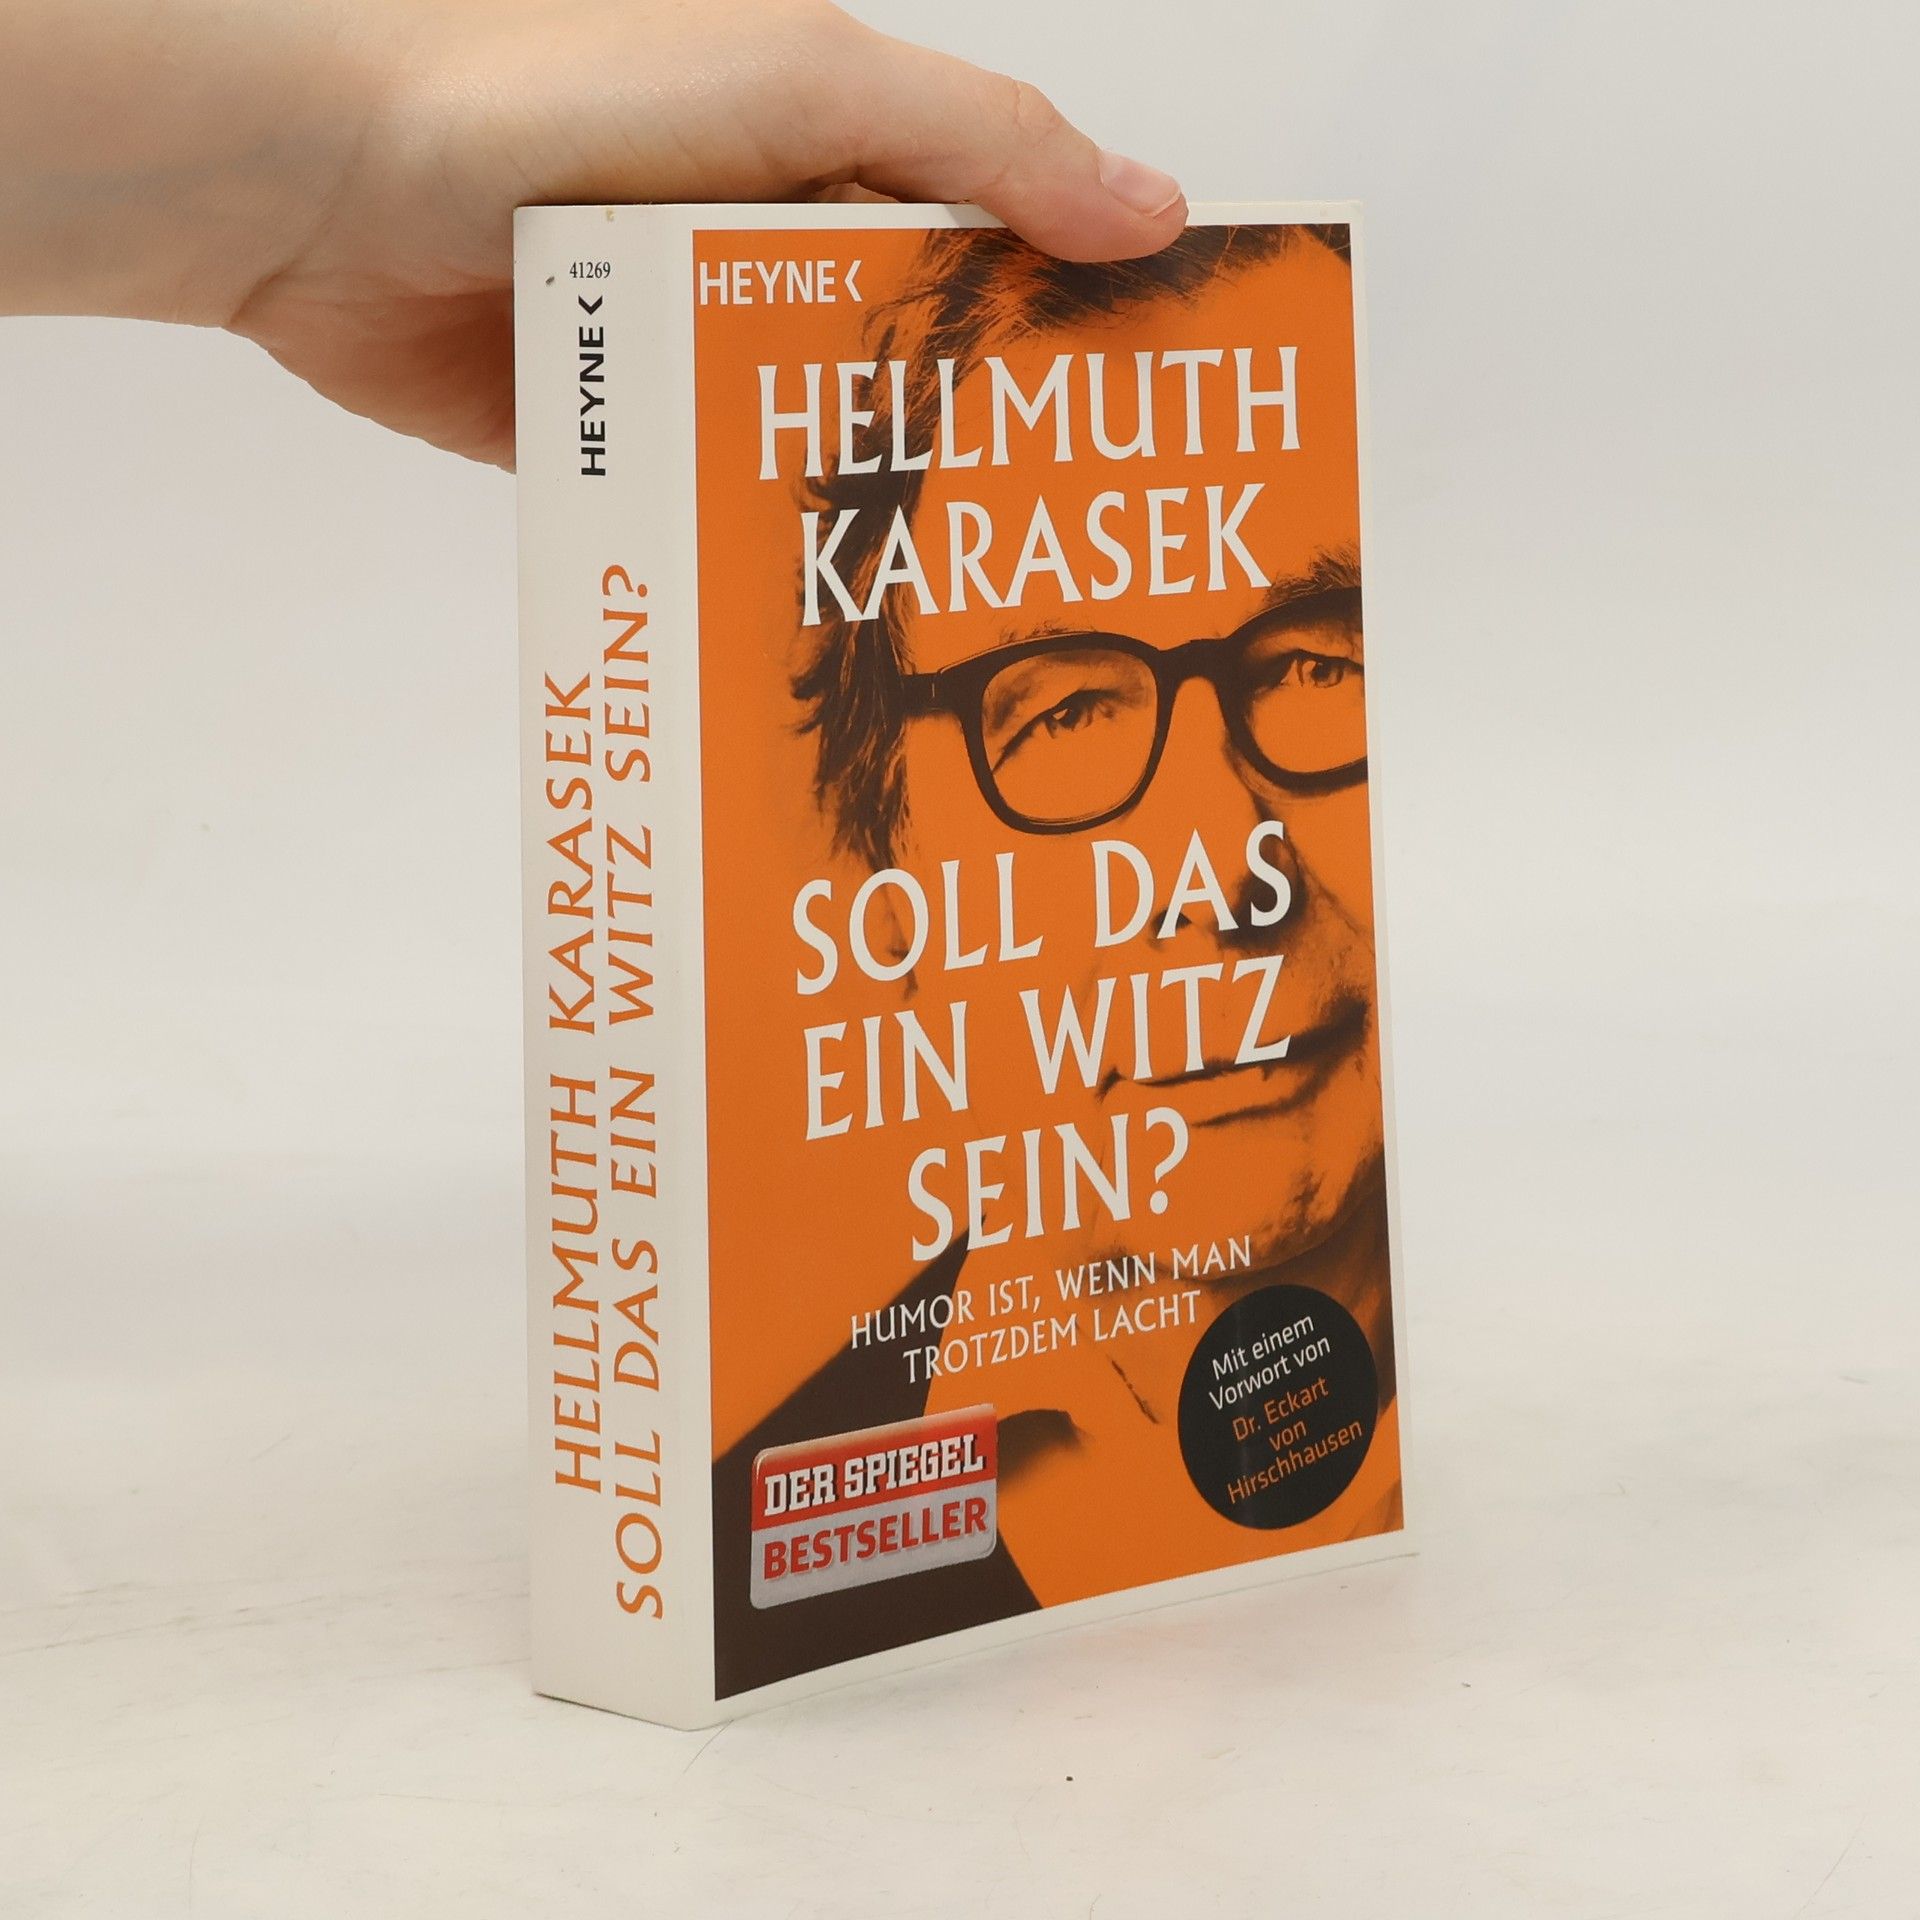 41269
HEYNE
HELLMUTH KARASEK
SOLL DAS EIN WITZ SEIN?
HEYNE
HELLMUTH
KARASEK
SOLL DAS
EIN WITZ
SEIN?
HUMOR IST, WENN MAN
TROTZDEM LACHT
Mit einem
Vorwort von
Dr. Eckart
von
Hirschhausen
DER SPIEGEL
BESTSELLER